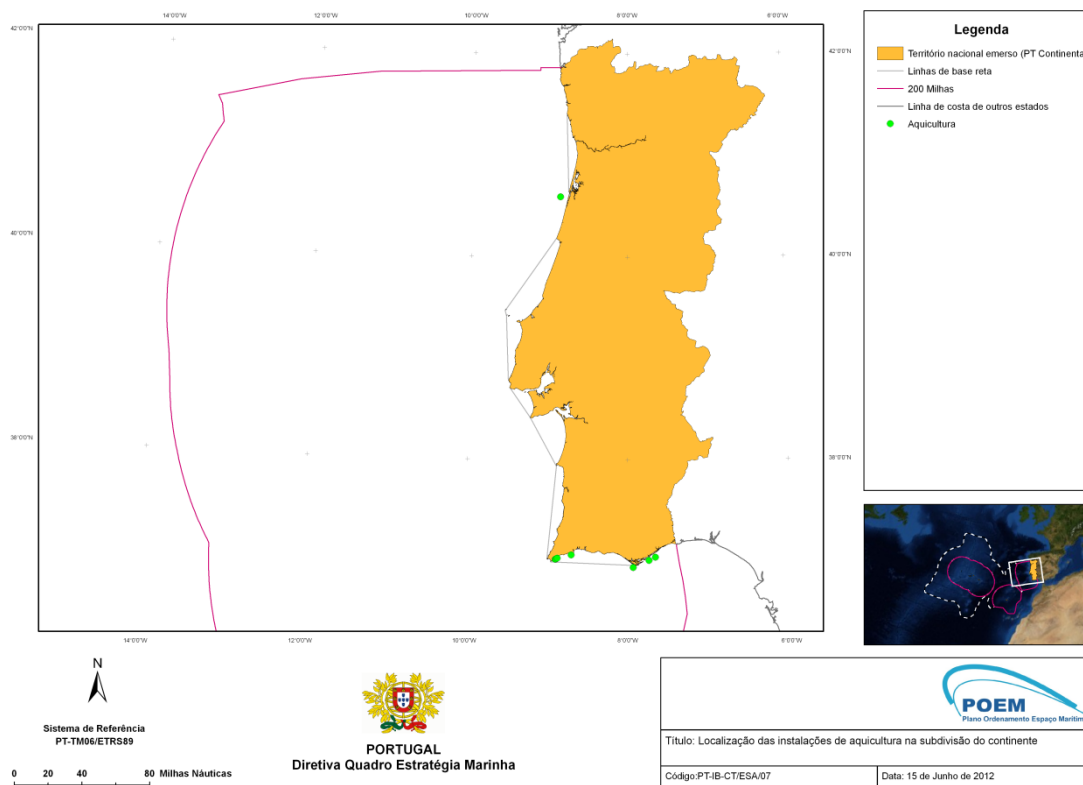 14°0'0"W 12°0'0"W 10°0'0"W 8°0'0"W 6°0'0"W
42°0'0"N 42°0'0"N
40°0'0"N 40°0'0"N
38°0'0"N 38°0'0"N
14°0'0"W 12°0'0"W 10°0'0"W 8°0'0"W 6°0'0"W
Legenda
Território nacional emerso (PT Continenta
Linhas de base reta
200 Milhas
Linha de costa de outros estados
Aquicultura
N
Sistema de Referência
PT-TM06/ETRS89
0 20 40 80 Milhas Náuticas
PORTUGAL
Diretiva Quadro Estratégia Marinha
POEM
Plano Ordenamento Espaço Marítim
Título: Localização das instalações de aquicultura na subdivisão do continente
Código:PT-IB-CT/ESA/07
Data: 15 de Junho de 2012